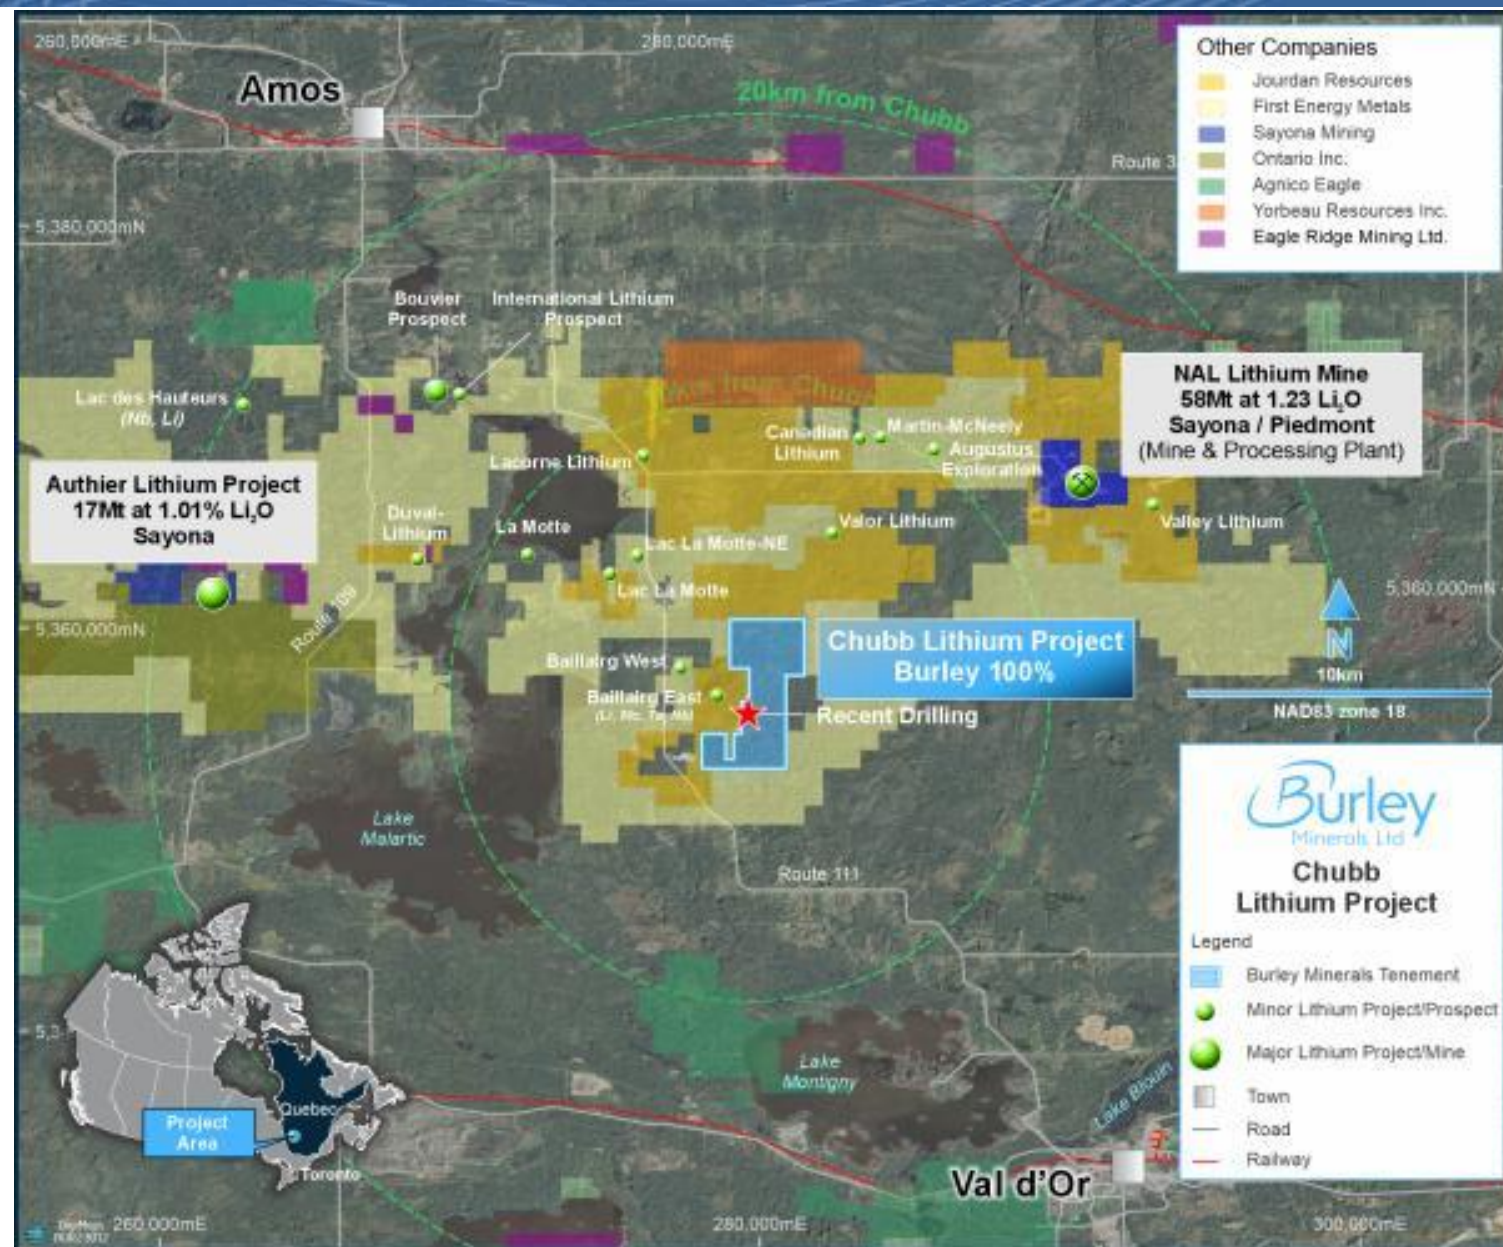 260,000mE
280,000mE
Amos
20km from Chubb
Route 3
Other Companies
Jourdan Resources
First Energy Metals
Sayona Mining
Ontario Inc.
Agnico Eagle
Yorbeau Resources Inc.
Eagle Ridge Mining Ltd.
5,380,000mN
Bouvier
Prospect
International Lithium
Prospect
Lac des Hauteurs
(Nb, Li)
km from Chubb
NAL Lithium Mine
58Mt at 1.23 Li₂O
Sayona / Piedmont
(Mine & Processing Plant)
Canadian
Lithium
Martin-McNeely
Augustus
Exploration
Lacorne Lithium
Authier Lithium Project
17Mt at 1.01% Li₂O
Sayona
Duval-
Lithium
La Motte
Lac La Motte-NE
Valor Lithium
Valley Lithium
Lac La Motte
5,360,000mN
5,360,000mN
Route 109
Chubb Lithium Project
Burley 100%
Baillairg West
Baillairg East
Recent Drilling
N
10km
NAD83 zone 18
Lake
Malartic
Route 111
Burley
Minerals Ltd
Chubb
Lithium Project
Legend
Burley Minerals Tenement
Minor Lithium Project/Prospect
Major Lithium Project/Mine
Town
Road
Railway
5,3
Lake
Montigny
Lake Blouin
Quebec
Project
Area
Toronto
Val d'Or
260,000mE
280,000mE
300,000mE